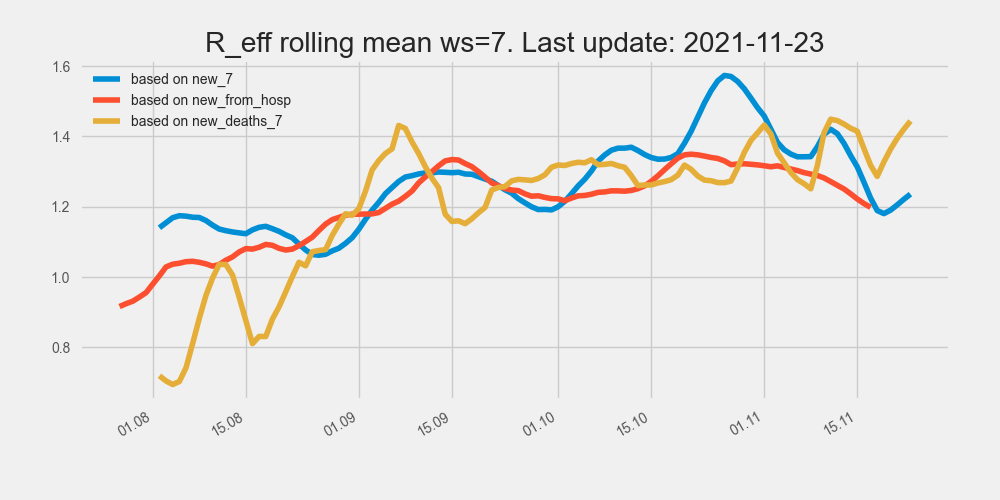 R_eff rolling mean ws=7. Last update: 2021-11-23
1.6
based on new_7
based on new_from_hosp
based on new_deaths_7
1.4
1.2
1.0
0.8
01.08 15.08 01.09 15.09 01.10 15.10 01.11 15.11